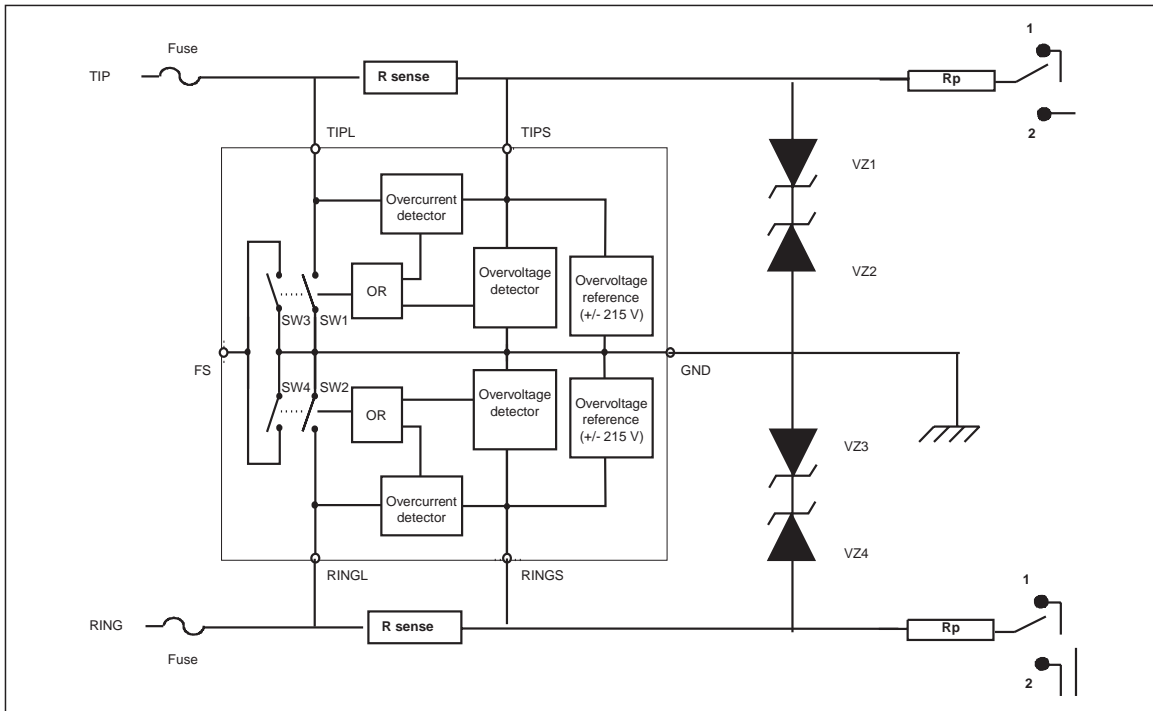 1
Fuse
TIP
R sense
Rp
2
TIPL
TIPS
VZ1
Overcurrent
detector
VZ2
OR
Overvoltage
detector
Overvoltage
reference
(+/- 215 V)
SW3
SW1
FS
GND
SW4
SW2
OR
Overvoltage
detector
Overvoltage
reference
(+/- 215 V)
VZ3
Overcurrent
detector
VZ4
RINGL
RINGS
1
RING
R sense
Rp
Fuse
2